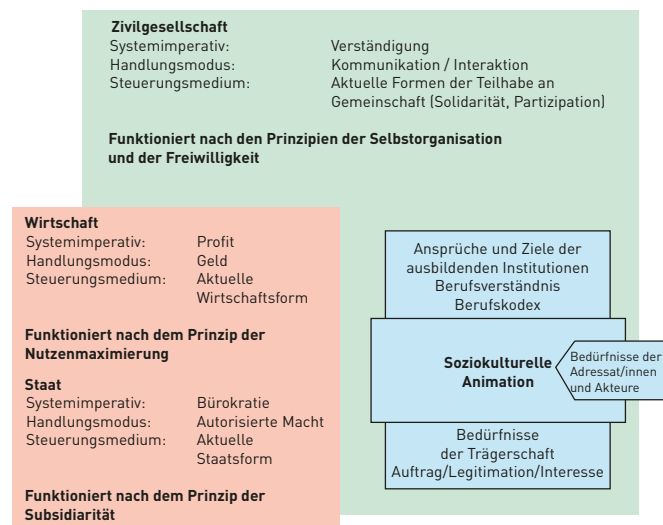 Zivilgesellschaft
Systemimperativ: Verständigung
Handlungsmodus: Kommunikation / Interaktion
Steuerungsmedium: Aktuelle Formen der Teilhabe an
Gemeinschaft (Solidarität, Partizipation)
Funktioniert nach den Prinzipien der Selbstorganisation
und der Freiwilligkeit
Wirtschaft
Systemimperativ: Profit
Handlungsmodus: Geld
Steuerungsmedium: Aktuelle
Wirtschaftsform
Funktioniert nach dem Prinzip der
Nutzenmaximierung
Staat
Systemimperativ: Bürokratie
Handlungsmodus: Autorisierte Macht
Steuerungsmedium: Aktuelle
Staatsform
Funktioniert nach dem Prinzip der
Subsidiarität
Ansprüche und Ziele der
ausbildenden Institutionen
Berufsverständnis
Berufskodex
Soziokulturelle
Animation
Bedürfnisse der
Adressat/innen
und Akteure
Bedürfnisse
der Trägerschaft
Auftrag/Legitimation/Interesse